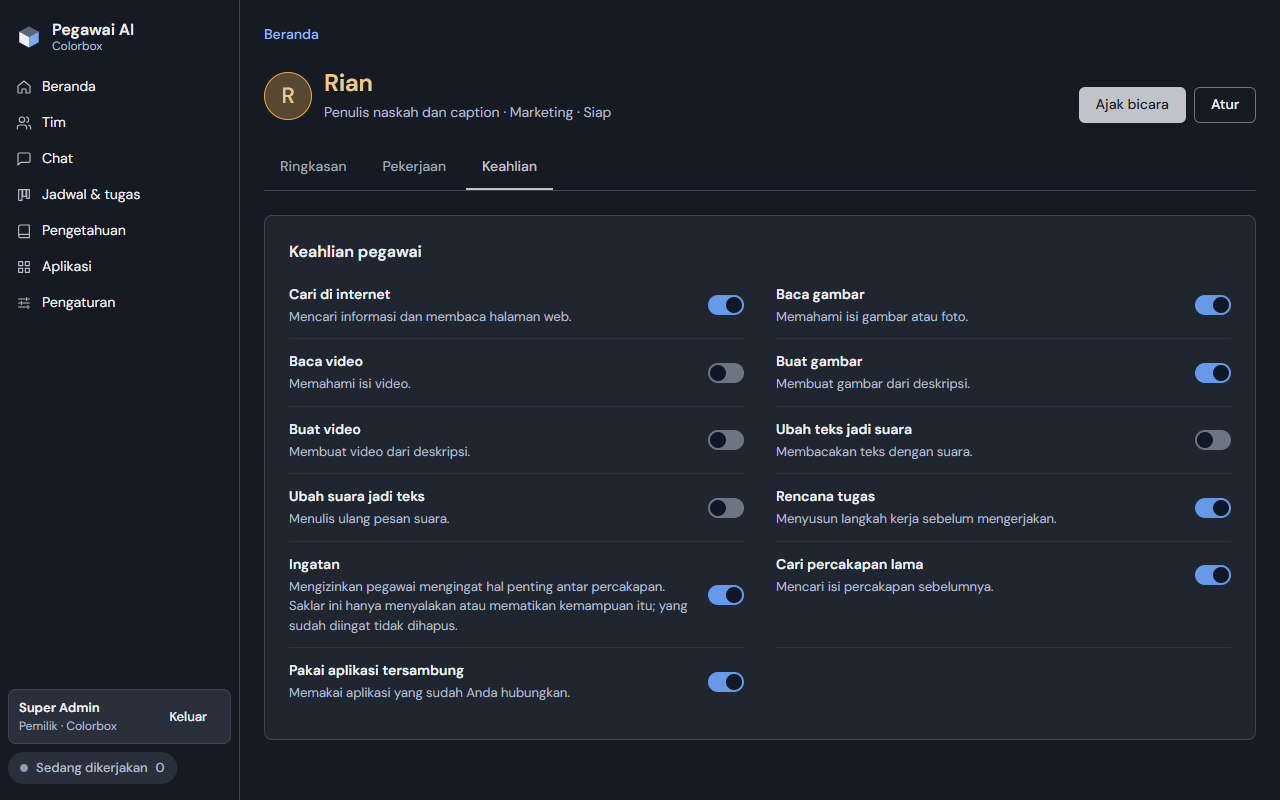 Pegawai AI
Colorbox
Beranda
Tim
Chat
Jadwal & tugas
Pengetahuan
Aplikasi
Pengaturan
Super Admin
Pemilik · Colorbox
Keluar
Sedang dikerjakan 0
Beranda
R
Rian
Penulis naskah dan caption · Marketing · Siap
Ajak bicara
Atur
Ringkasan
Pekerjaan
Keahlian
Keahlian pegawai
Cari di internet
Mencari informasi dan membaca halaman web.
Baca gambar
Memahami isi gambar atau foto.
Baca video
Memahami isi video.
Buat gambar
Membuat gambar dari deskripsi.
Buat video
Membuat video dari deskripsi.
Ubah teks jadi suara
Membacakan teks dengan suara.
Ubah suara jadi teks
Menulis ulang pesan suara.
Rencana tugas
Menyusun langkah kerja sebelum mengerjakan.
Ingatan
Mengizinkan pegawai mengingat hal penting antar percakapan.
Saklar ini hanya menyalakan atau mematikan kemampuan itu; yang
sudah diingat tidak dihapus.
Cari percakapan lama
Mencari isi percakapan sebelumnya.
Pakai aplikasi tersambung
Memakai aplikasi yang sudah Anda hubungkan.